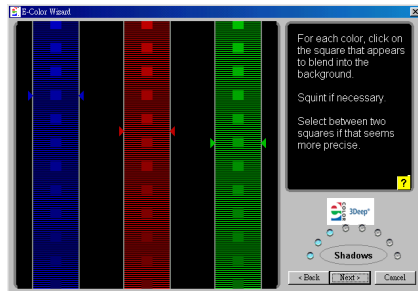 E-Color Wizard
For each color, click on
the square that appears
to blend into the
background.
Squint if necessary.
Select between two
squares if that seems
more precise.
?
3Deep®
Shadows
< Back
Next >
Cancel